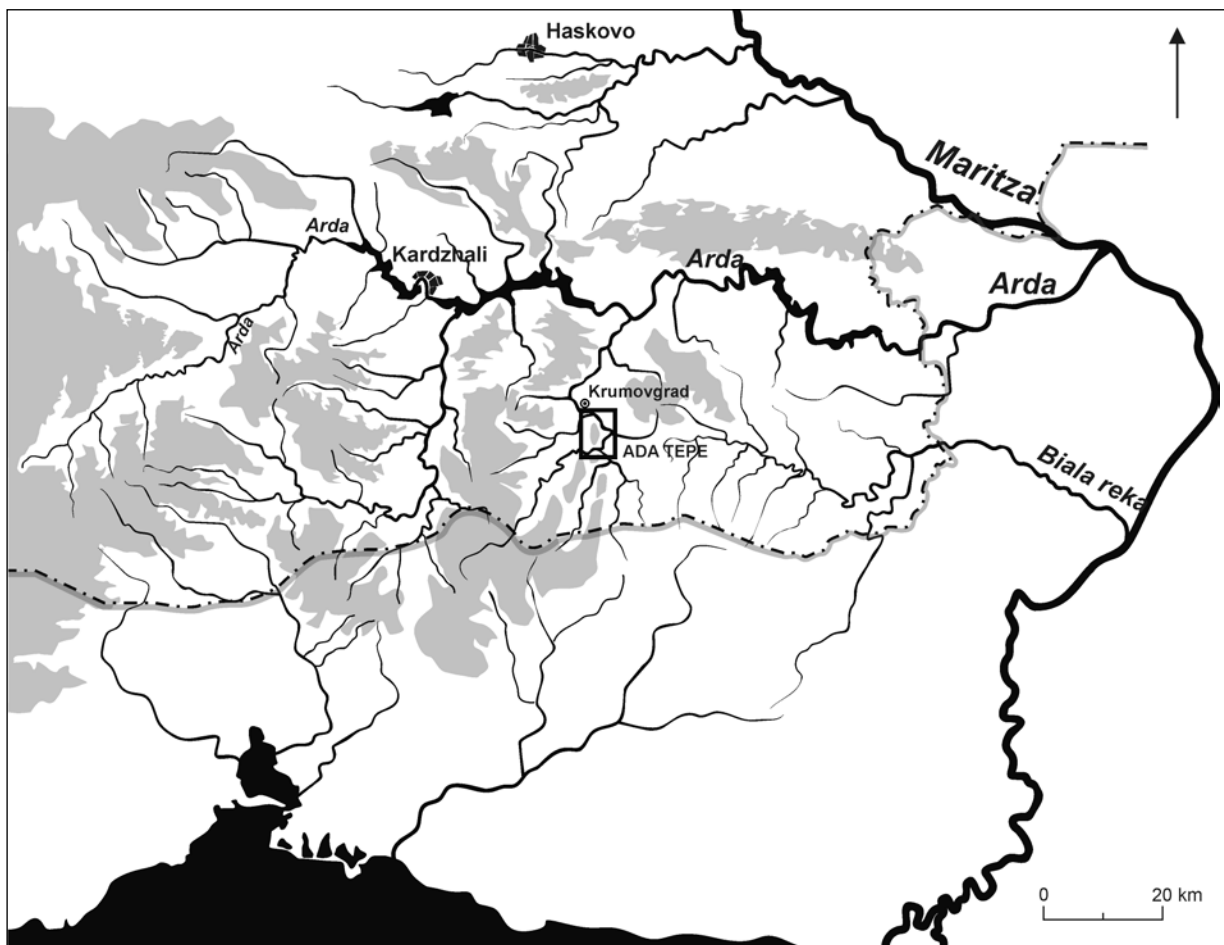 Haskovo
Maritza
Arda
Kardzhali
Arda
Arda
Arda
Krumovgrad
ADA TEPE
Biala reka
0 20 km